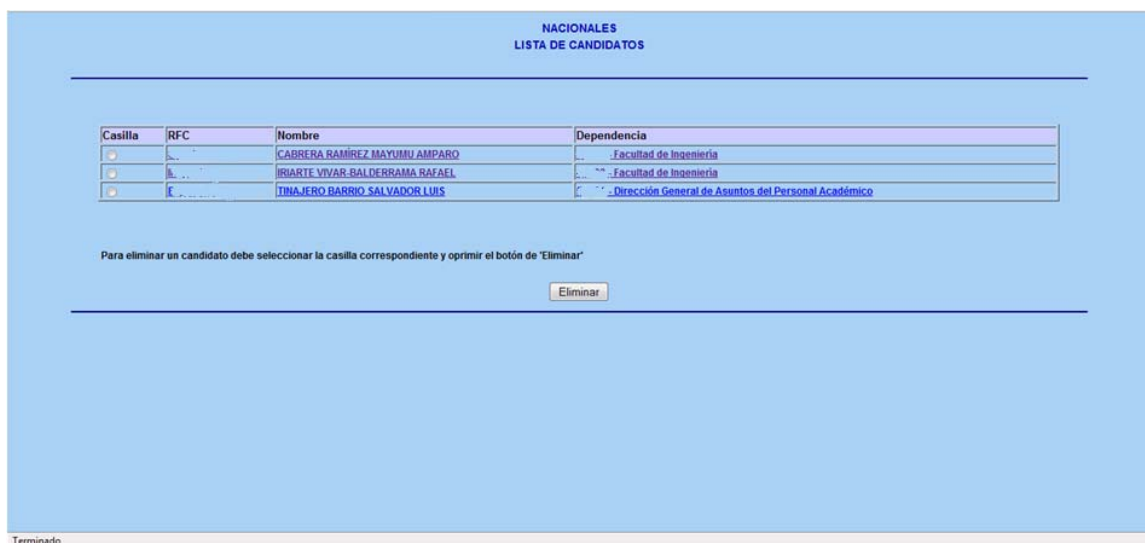 NACIONALES
LISTA DE CANDIDATOS
Casilla RFC Nombre Dependencia
CABRERA RAMÍREZ MAYUMU AMPARO - Facultad de Ingeniería
IRIARTE VIVAR-BALDERRAMA RAFAEL - Facultad de Ingeniería
TINAJERO BARRIO SALVADOR LUIS - Dirección General de Asuntos del Personal Académico
Para eliminar un candidato debe seleccionar la casilla correspondiente y oprimir el botón de 'Eliminar'
Eliminar
Terminado